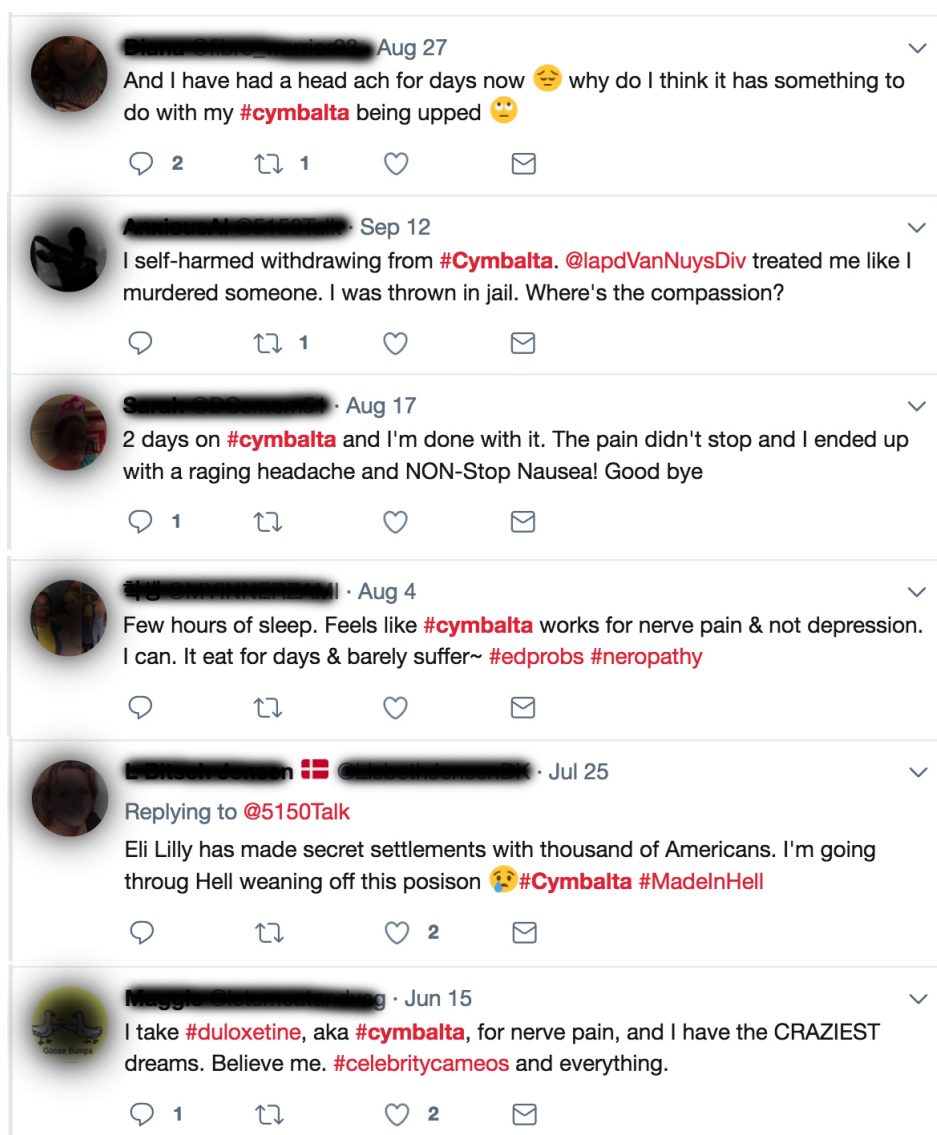 Aug 27
And I have had a head ach for days now 😔 why do I think it has something to
do with my #cymbalta being upped 🙄
2 1
· Sep 12
I self-harmed withdrawing from #Cymbalta. @lapdVanNuysDiv treated me like I
murdered someone. I was thrown in jail. Where's the compassion?
1
· Aug 17
2 days on #cymbalta and I'm done with it. The pain didn't stop and I ended up
with a raging headache and NON-Stop Nausea! Good bye
1
· Aug 4
Few hours of sleep. Feels like #cymbalta works for nerve pain & not depression.
I can. It eat for days & barely suffer~ #edprobs #neropathy
🇩🇰 · Jul 25
Replying to @5150Talk
Eli Lilly has made secret settlements with thousand of Americans. I'm going
throug Hell weaning off this posison 😢#Cymbalta #MadeInHell
2
· Jun 15
Goose Bumps
I take #duloxetine, aka #cymbalta, for nerve pain, and I have the CRAZIEST
dreams. Believe me. #celebritycameos and everything.
1 2